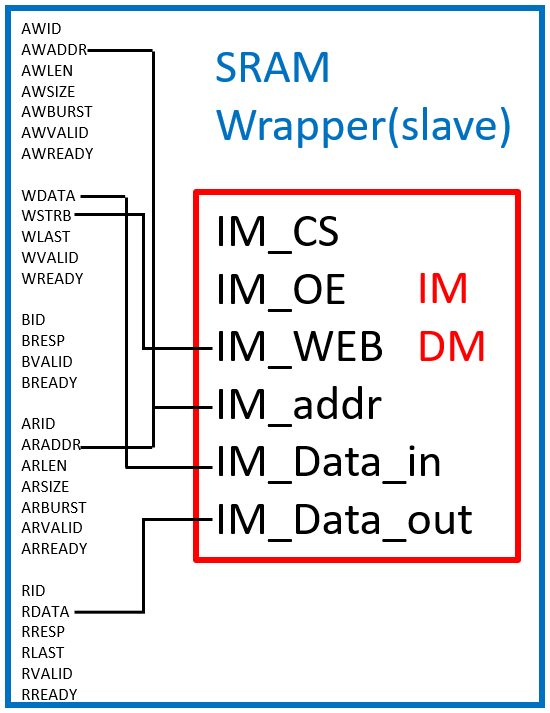 AWID
AWADDR
AWLEN
AWSIZE
AWBURST
AWVALID
AWREADY
WDATA
WSTRB
WLAST
WVALID
WREADY
BID
BRESP
BVALID
BREADY
ARID
ARADDR
ARLEN
ARSIZE
ARBURST
ARVALID
ARREADY
RID
RDATA
RRESP
RLAST
RVALID
RREADY
SRAM
Wrapper(slave)
IM_CS
IM_OE IM
IM_WEB DM
IM_addr
IM_Data_in
IM_Data_out